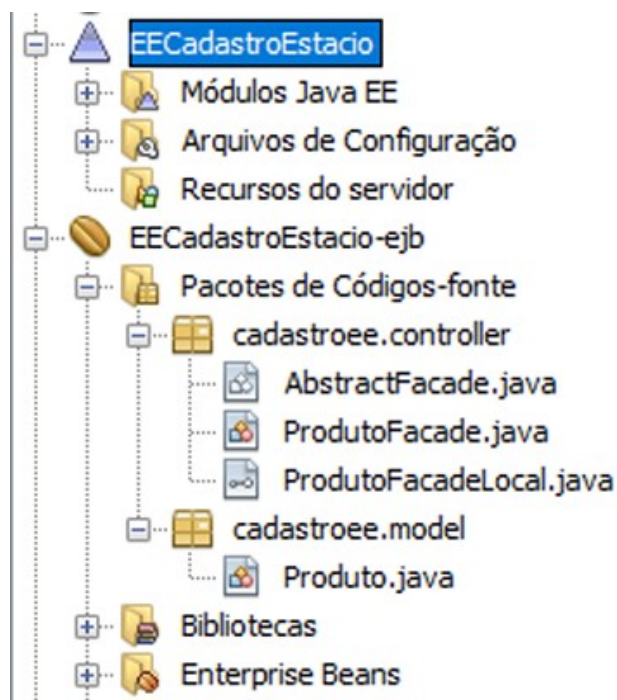 EECadastroEstacio
Módulos Java EE
Arquivos de Configuração
Recursos do servidor
EECadastroEstacio-ejb
Pacotes de Códigos-fonte
cadastroee.controller
AbstractFacade.java
ProdutoFacade.java
ProdutoFacadeLocal.java
cadastroee.model
Produto.java
Bibliotecas
Enterprise Beans